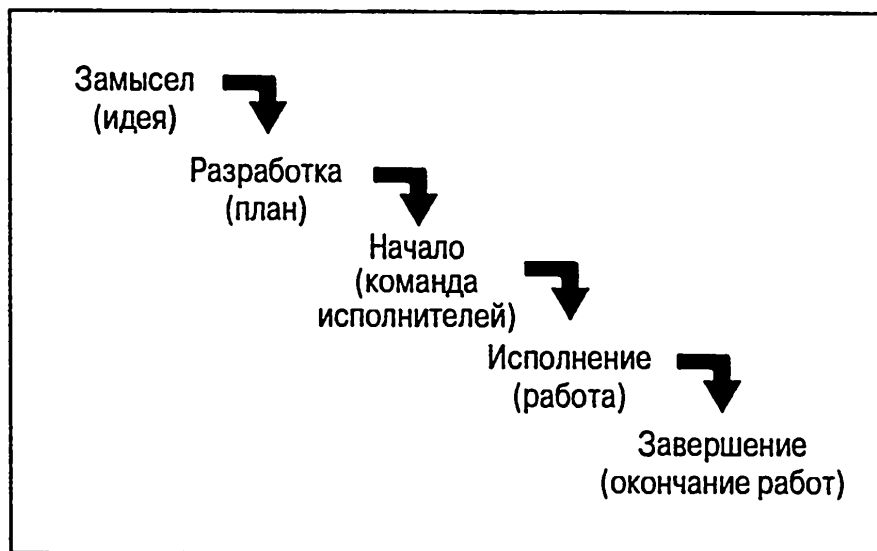 Замысел
(идея)
Разработка
(план)
Начало
(команда
исполнителей)
Исполнение
(работа)
Завершение
(окончание работ)